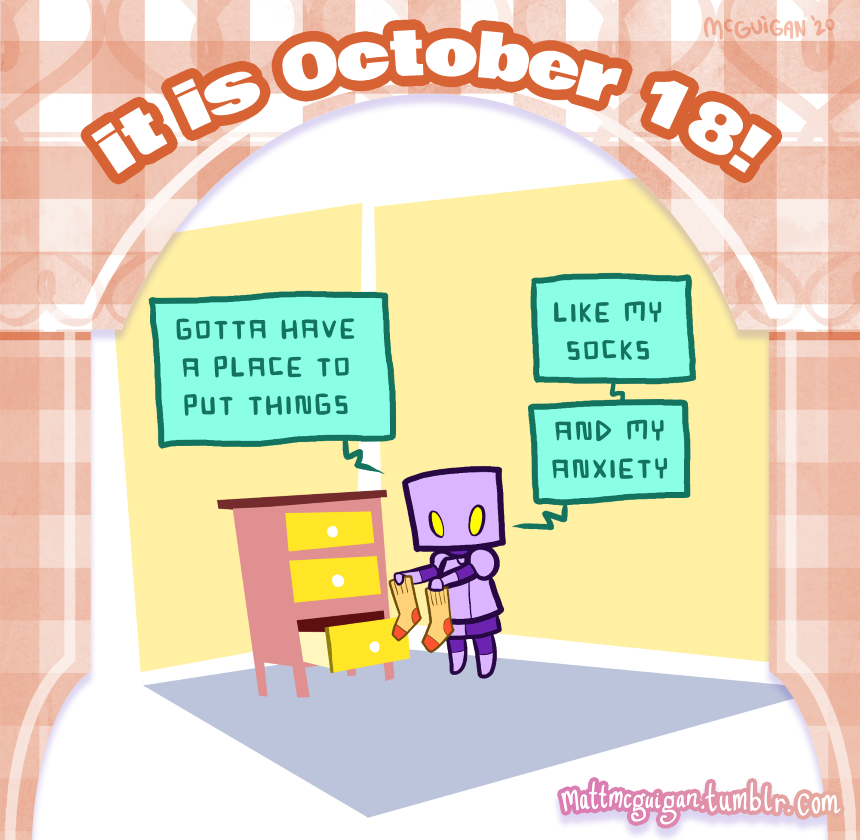 McGUIGAN '20
it is October 18!
GOTTA HAVE
A PLACE TO
PUT THINGS
LIKE MY
SOCKS
AND MY
ANXIETY
mattmcguigan.tumblr.com